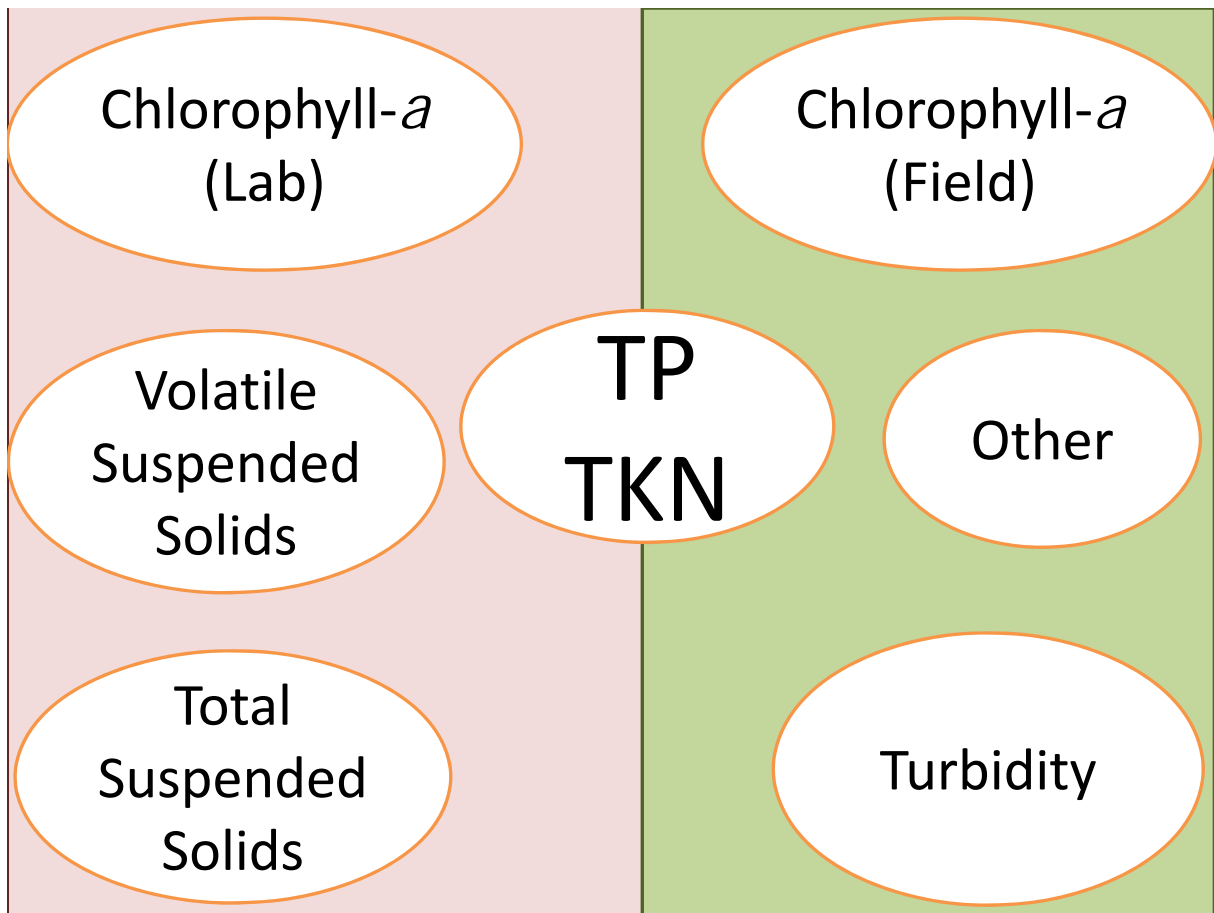 Chlorophyll-a
(Lab)
Chlorophyll-a
(Field)
Volatile
Suspended
Solids
TP
TKN
Other
Total
Suspended
Solids
Turbidity